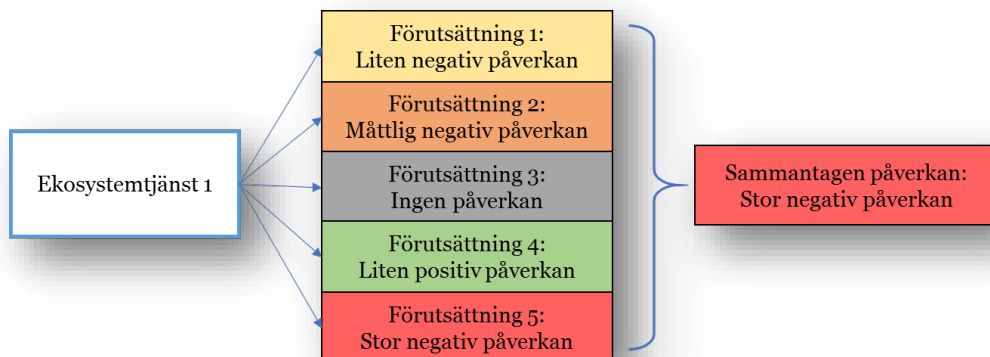 Ekosystemtjänst 1
Förutsättning 1:
Liten negativ påverkan
Förutsättning 2:
Måttlig negativ påverkan
Förutsättning 3:
Ingen påverkan
Förutsättning 4:
Liten positiv påverkan
Förutsättning 5:
Stor negativ påverkan
Sammantagen påverkan:
Stor negativ påverkan